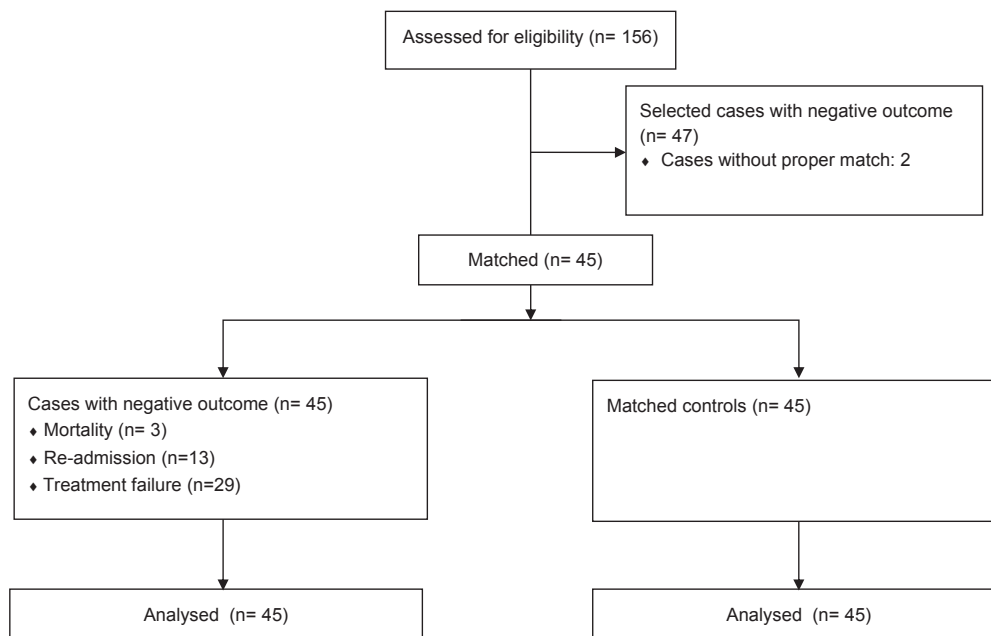 Assessed for eligibility (n= 156)
Selected cases with negative outcome
(n= 47)
♦ Cases without proper match: 2
Matched (n= 45)
Cases with negative outcome (n= 45)
♦ Mortality (n= 3)
♦ Re-admission (n=13)
♦ Treatment failure (n=29)
Matched controls (n= 45)
Analysed (n= 45)
Analysed (n= 45)